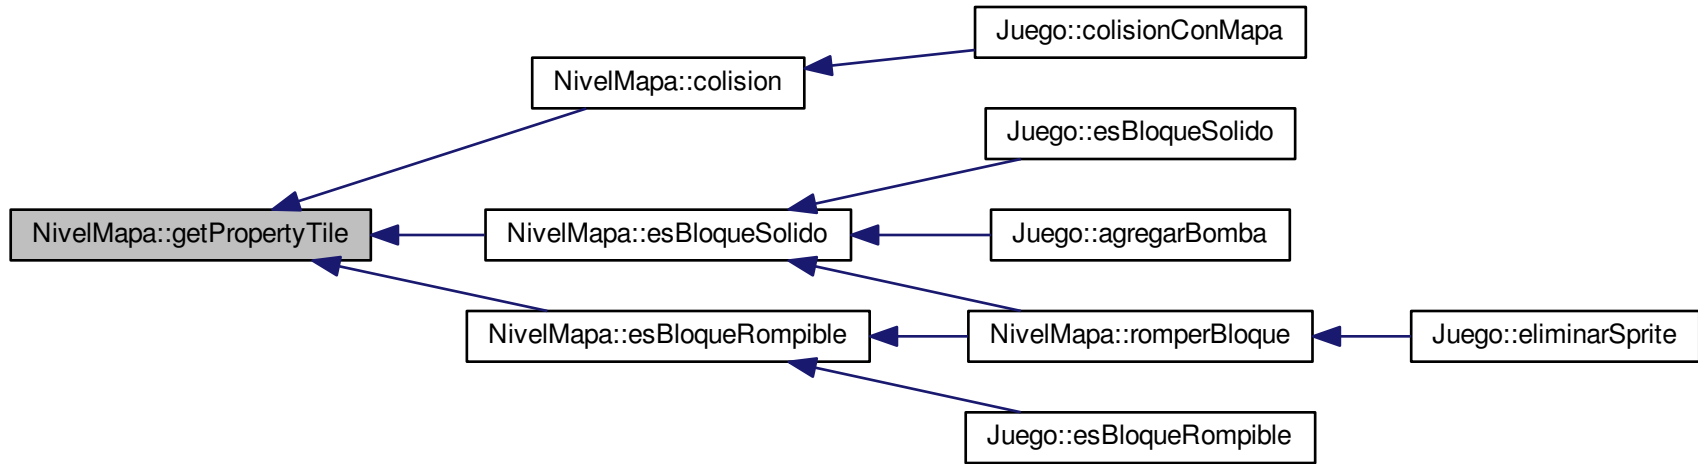 Juego::colisionConMapa
NivelMapa::colision
Juego::esBloqueSolido
NivelMapa::getPropertyTile
NivelMapa::esBloqueSolido
Juego::agregarBomba
NivelMapa::esBloqueRompible
NivelMapa::romperBloque
Juego::eliminarSprite
Juego::esBloqueRompible